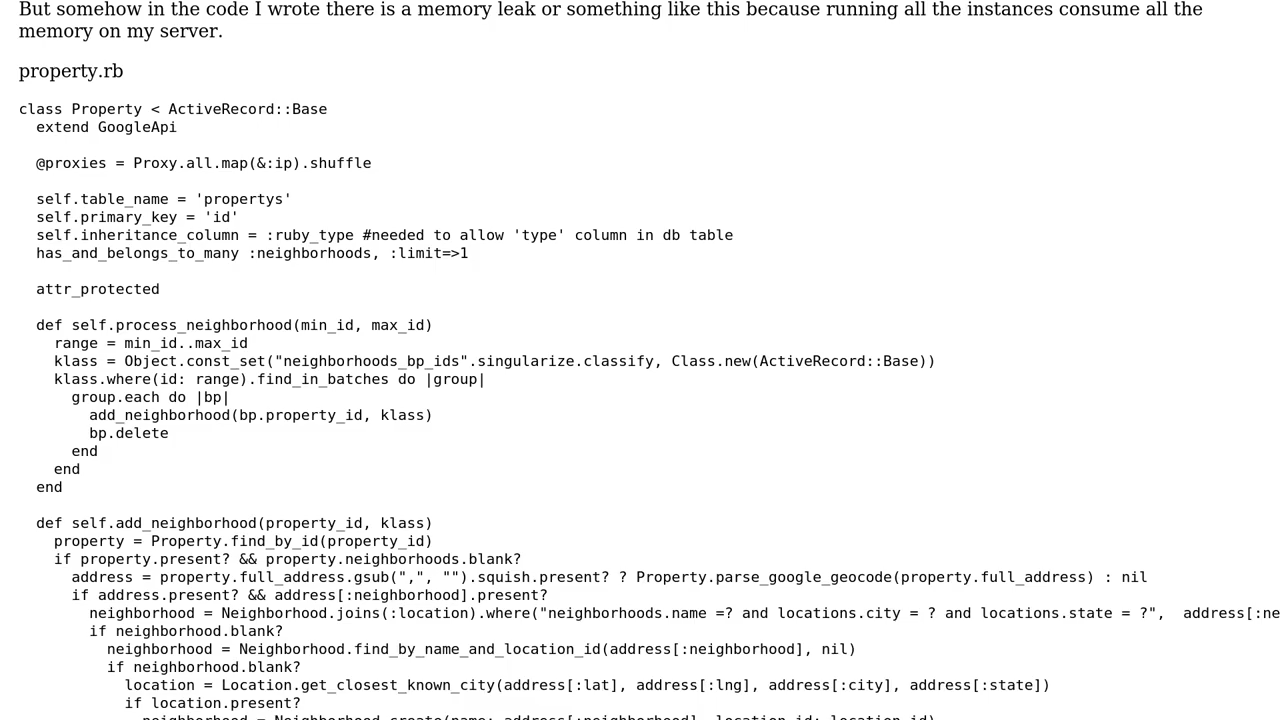 But somehow in the code I wrote there is a memory leak or something like this because running all the instances consume all the
memory on my server.
property.rb
class Property < ActiveRecord::Base
  extend GoogleApi
  @proxies = Proxy.all.map(&:ip).shuffle
  self.table_name = 'propertys'
  self.primary_key = 'id'
  self.inheritance_column = :ruby_type #needed to allow 'type' column in db table
  has_and_belongs_to_many :neighborhoods, :limit=>1
  attr_protected
  def self.process_neighborhood(min_id, max_id)
    range = min_id..max_id
    klass = Object.const_set("neighborhoods_bp_ids".singularize.classify, Class.new(ActiveRecord::Base))
    klass.where(id: range).find_in_batches do |group|
      group.each do |bp|
        add_neighborhood(bp.property_id, klass)
        bp.delete
      end
    end
  end
  def self.add_neighborhood(property_id, klass)
    property = Property.find_by_id(property_id)
    if property.present? && property.neighborhoods.blank?
      address = property.full_address.gsub(",", "").squish.present? ? Property.parse_google_geocode(property.full_address) : nil
      if address.present? && address[:neighborhood].present?
        neighborhood = Neighborhood.joins(:location).where("neighborhoods.name =? and locations.city = ? and locations.state = ?",  address[:ne
        if neighborhood.blank?
          neighborhood = Neighborhood.find_by_name_and_location_id(address[:neighborhood], nil)
          if neighborhood.blank?
            location = Location.get_closest_known_city(address[:lat], address[:lng], address[:city], address[:state])
            if location.present?
              neighborhood = Neighborhood.create(name: address[:neighborhood], location_id: location.id)